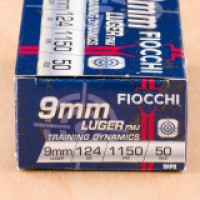 9mm
FIOCCHI
124 1150 50
9mm
LUGER FMJ
TRAINING DYNAMICS
FIOCCHI
9mm 124 1150 50